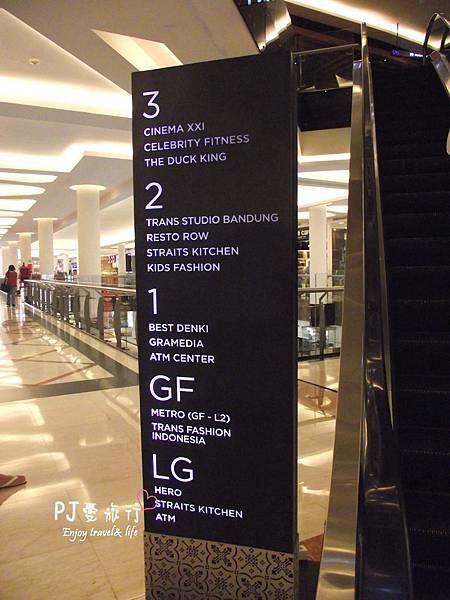 3
CINEMA XXI
CELEBRITY FITNESS
THE DUCK KING
2
TRANS STUDIO BANDUNG
RESTO ROW
STRAITS KITCHEN
KIDS FASHION
1
BEST DENKI
GRAMEDIA
ATM CENTER
GF
METRO (GF - L2)
TRANS FASHION
INDONESIA
LG
HERO
STRAITS KITCHEN
ATM
PJ愛旅行
Enjoy travel& life